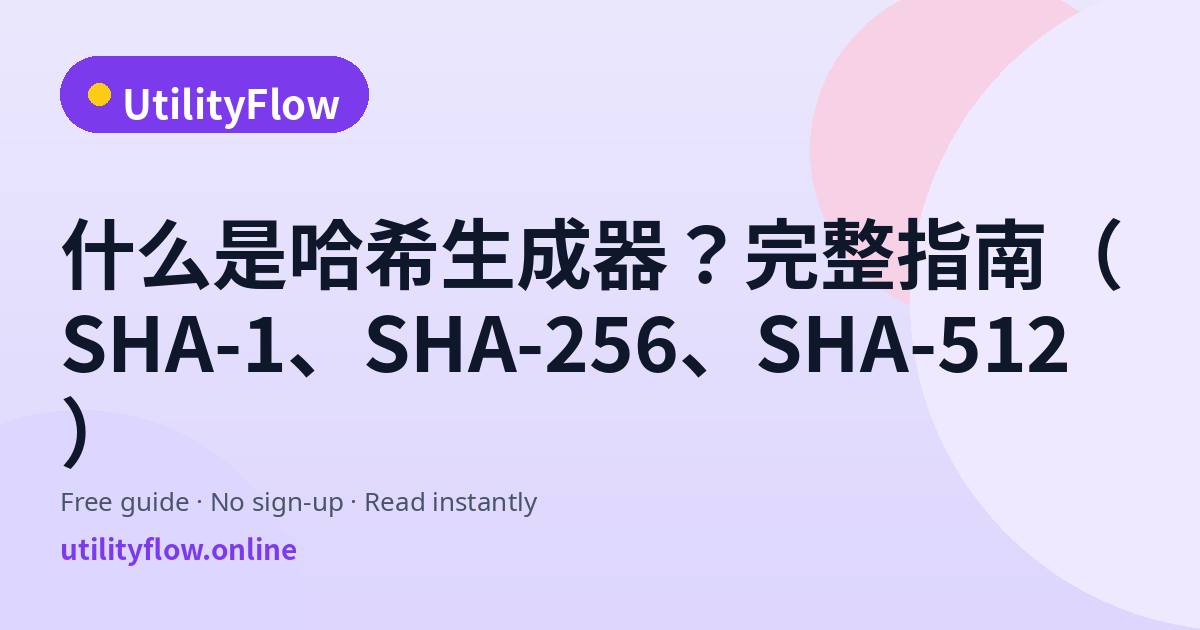 UtilityFlow
什么是哈希生成器？完整指南（
SHA-1、SHA-256、SHA-512
）
Free guide · No sign-up · Read instantly
utilityflow.online